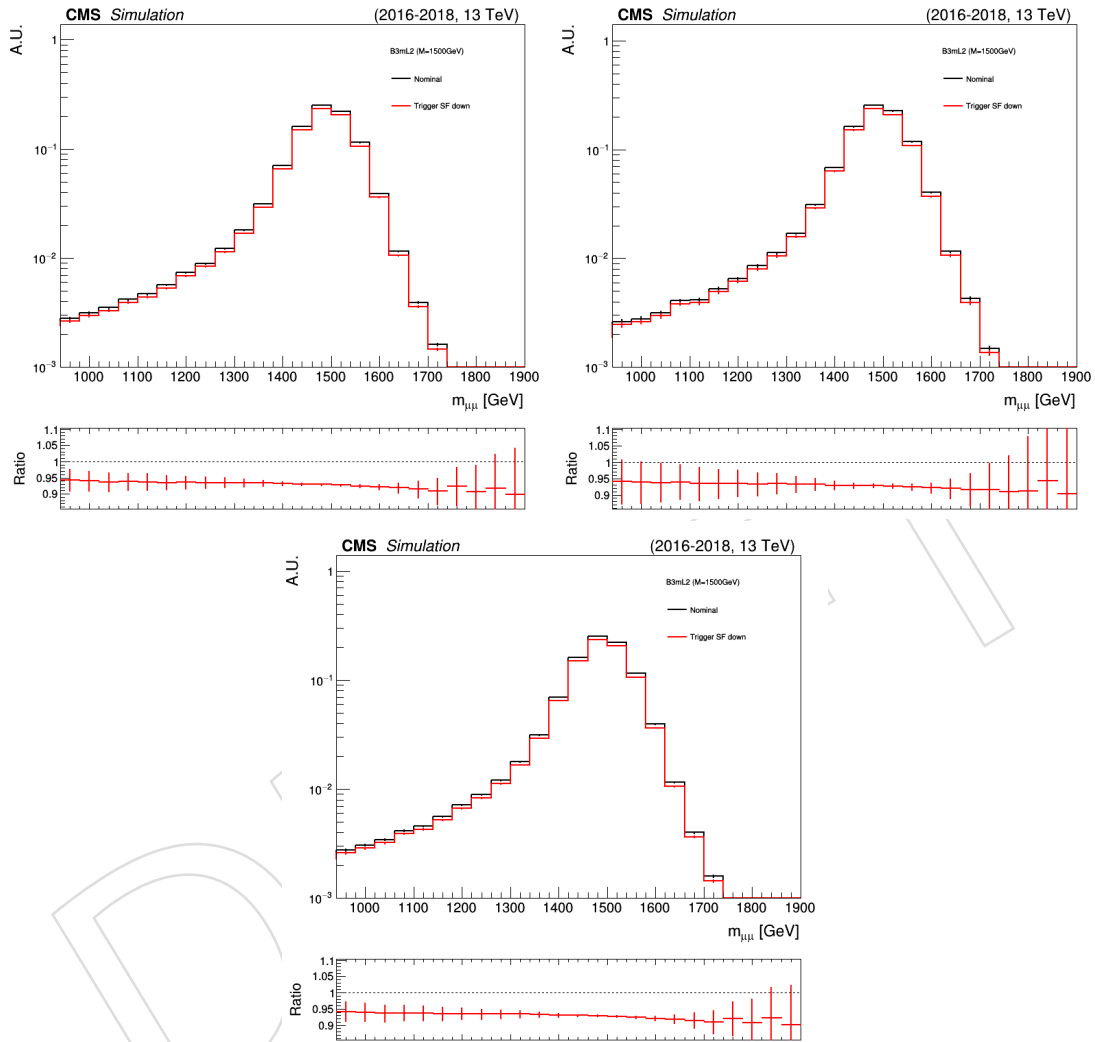 CMS Simulation (2016-2018, 13 TeV)
A.U.
B3mL2 (M=1500GeV)
Nominal
Trigger SF down
1
10⁻¹
10⁻²
10⁻³
1000 1100 1200 1300 1400 1500 1600 1700 1800 1900
m_μμ [GeV]
Ratio
1.1
1.05
1
0.95
0.9
CMS Simulation (2016-2018, 13 TeV)
A.U.
B3mL2 (M=1500GeV)
Nominal
Trigger SF down
1
10⁻¹
10⁻²
10⁻³
1000 1100 1200 1300 1400 1500 1600 1700 1800 1900
m_μμ [GeV]
Ratio
1.1
1.05
1
0.95
0.9
CMS Simulation (2016-2018, 13 TeV)
A.U.
B3mL2 (M=1500GeV)
Nominal
Trigger SF down
1
10⁻¹
10⁻²
10⁻³
1000 1100 1200 1300 1400 1500 1600 1700 1800 1900
m_μμ [GeV]
Ratio
1.1
1.05
1
0.95
0.9